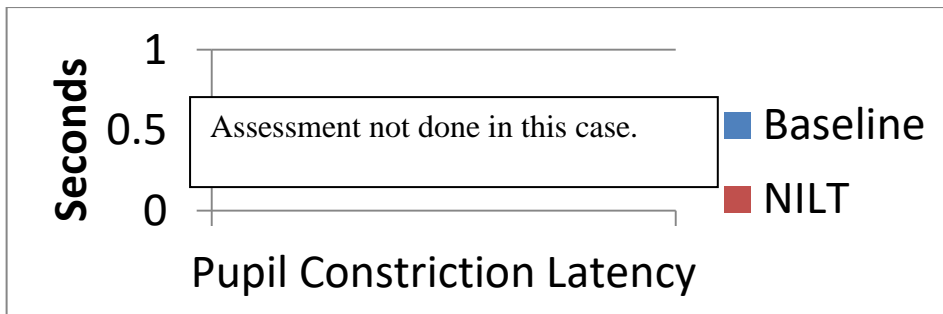 Seconds
1
0.5
0
Assessment not done in this case.
Baseline
NILT
Pupil Constriction Latency